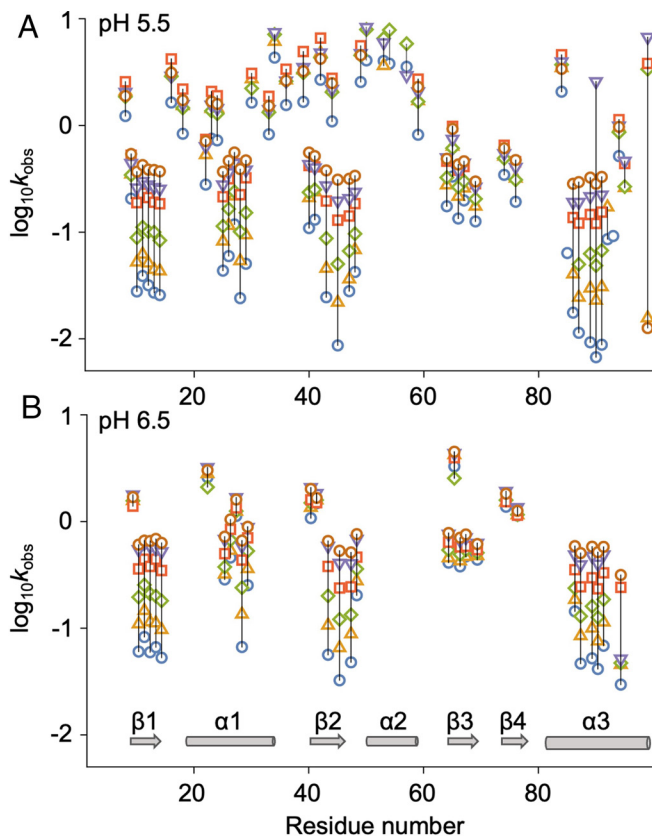 A
pH 5.5
1
0
-1
-2
log10kobs
20
40
60
80
B
pH 6.5
1
0
-1
-2
log10kobs
β1
α1
β2
α2
β3
β4
α3
20
40
60
80
Residue number